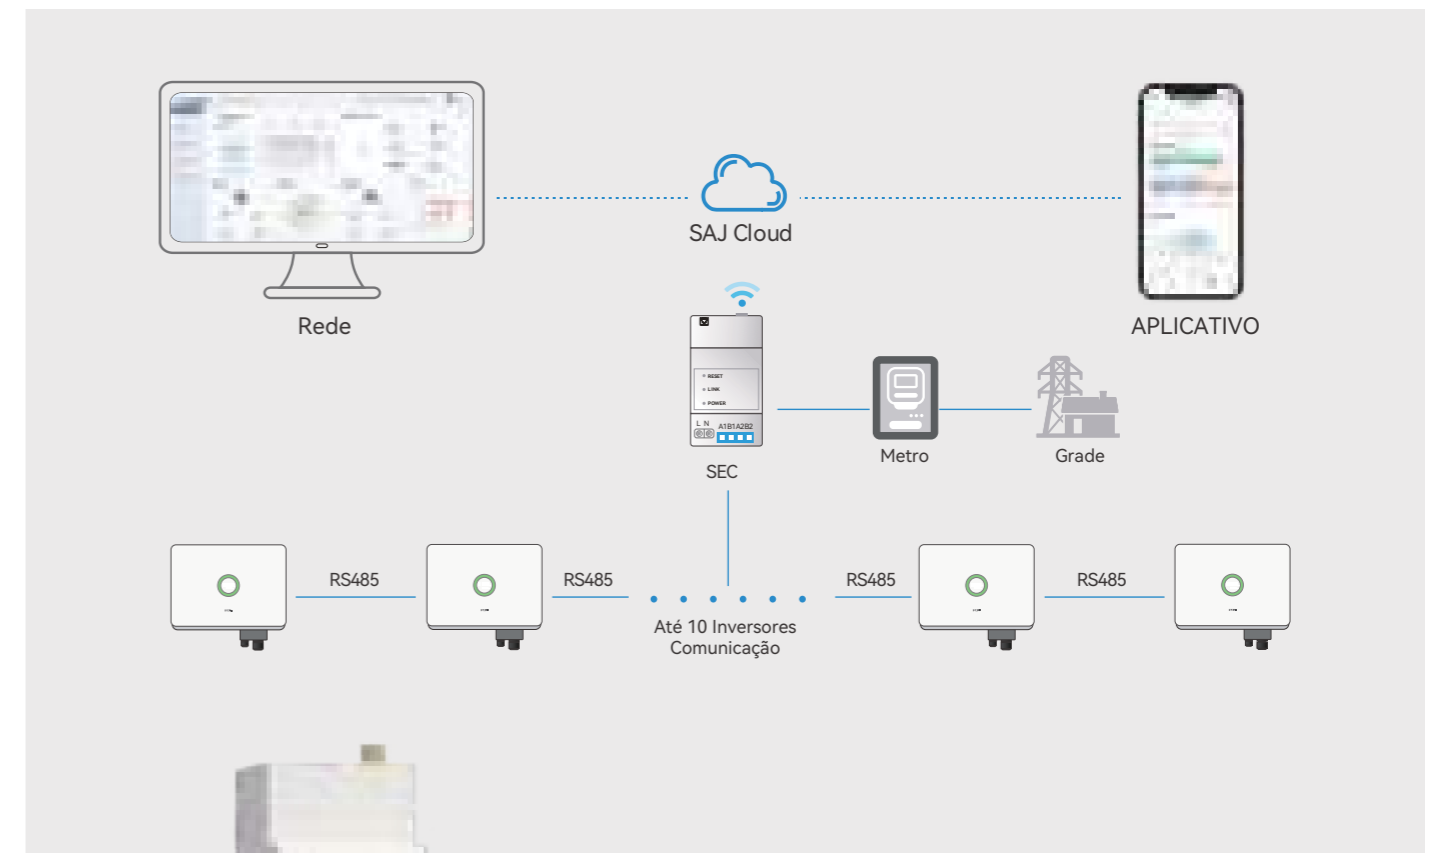 SAJ Cloud
Rede
APLICATIVO
RESET
LINK
POWER
L N
A1B1A2B2
Metro
Grade
SEC
RS485
RS485
RS485
RS485
Até 10 Inversores
Comunicação